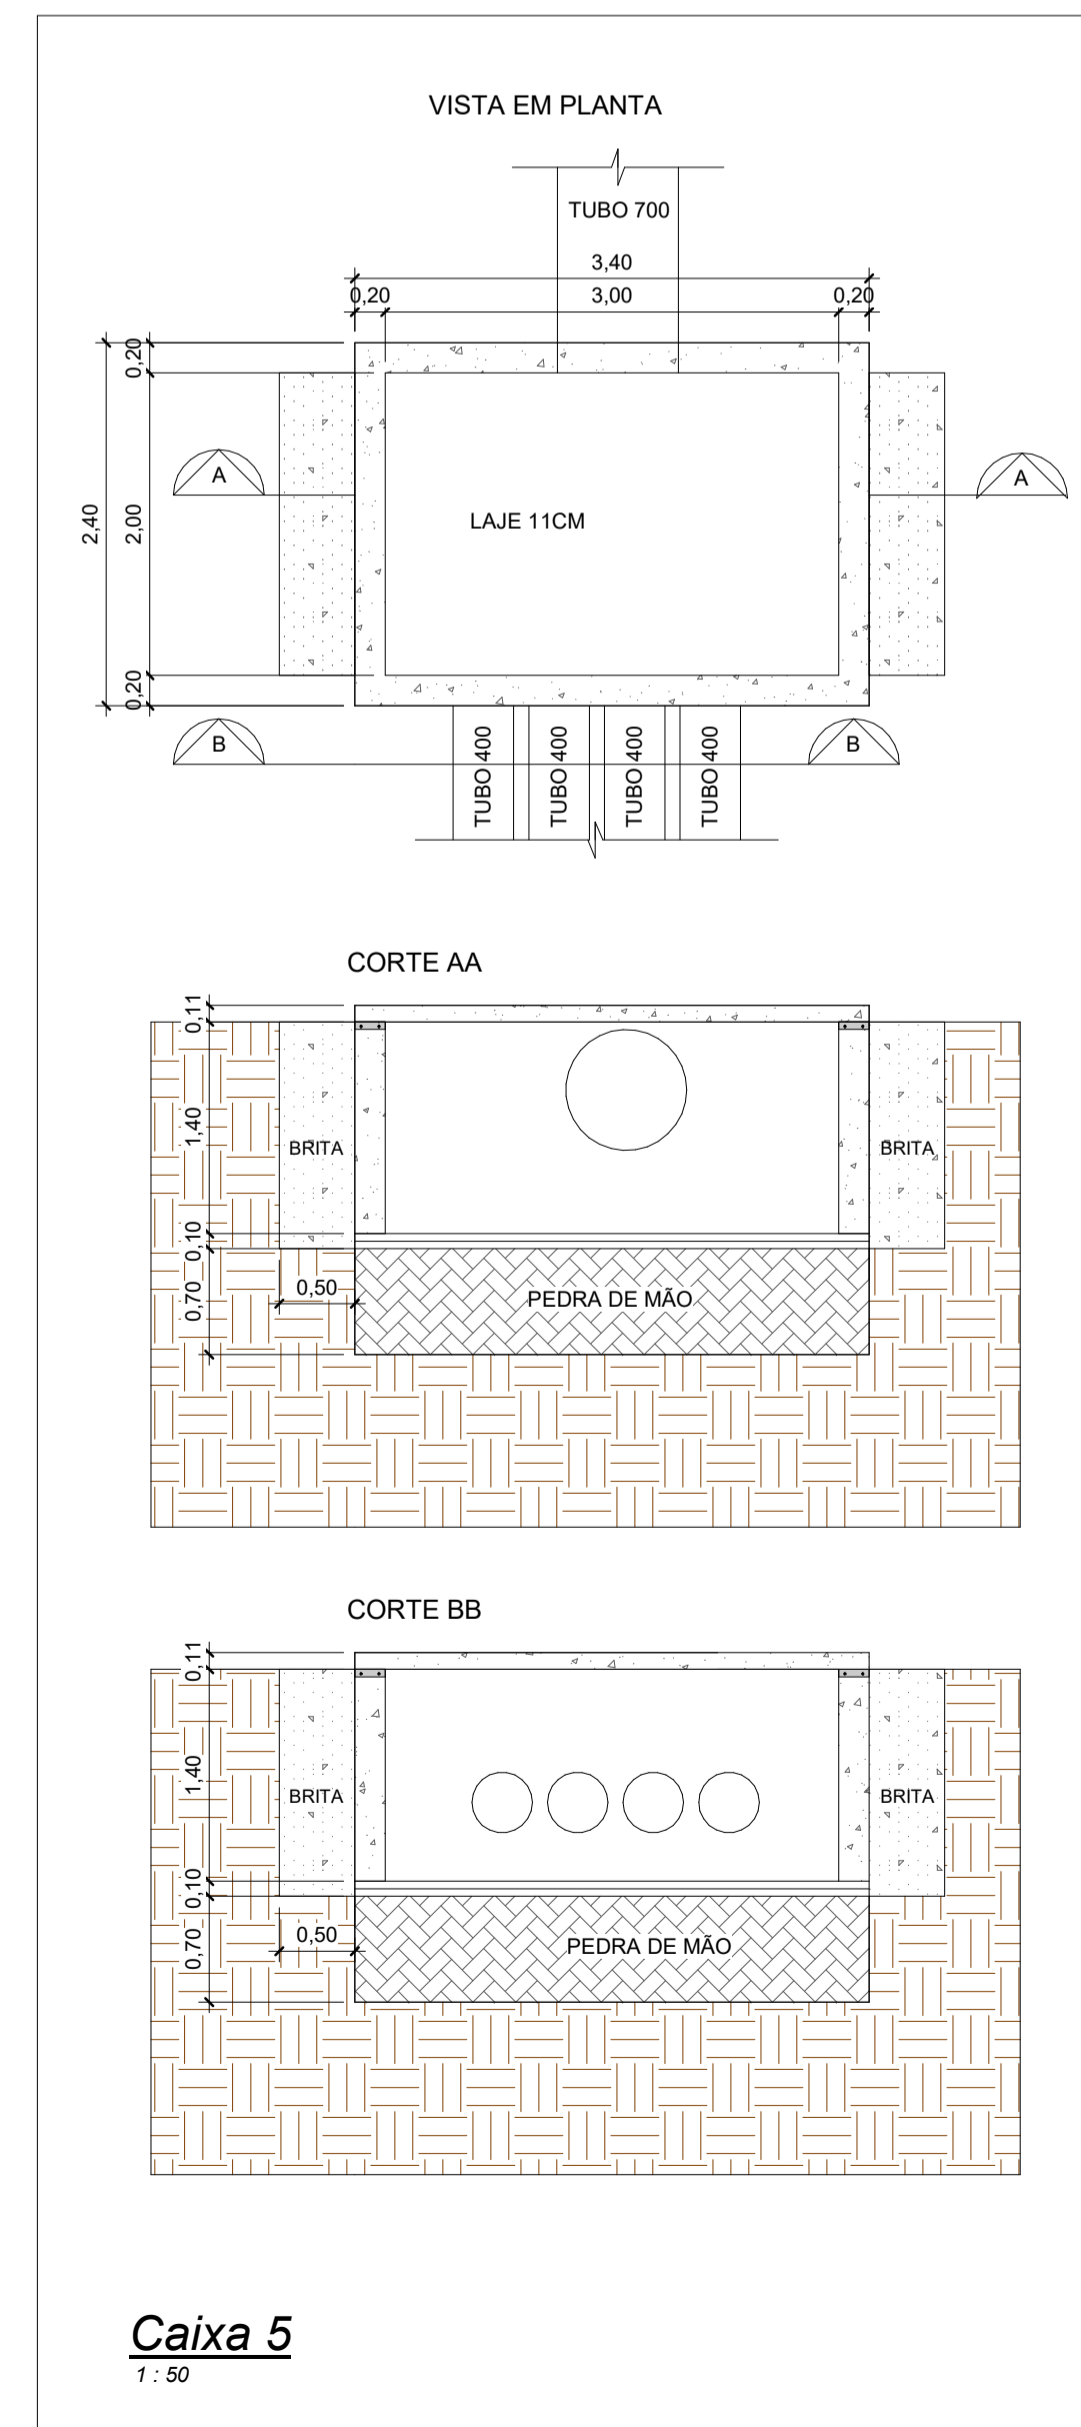 VISTA EM PLANTA
TUBO 700
3,40
0,20 3,00 0,20
0,20
A A
2,40 2,00 LAJE 11CM
0,20
B B
TUBO 400 TUBO 400 TUBO 400 TUBO 400
CORTE AA
0,11
1,40
BRITA BRITA
0,10
0,50
0,70 PEDRA DE MÃO
CORTE BB
0,11
1,40
BRITA BRITA
0,10
0,50
0,70 PEDRA DE MÃO
Caixa 5
1 : 50